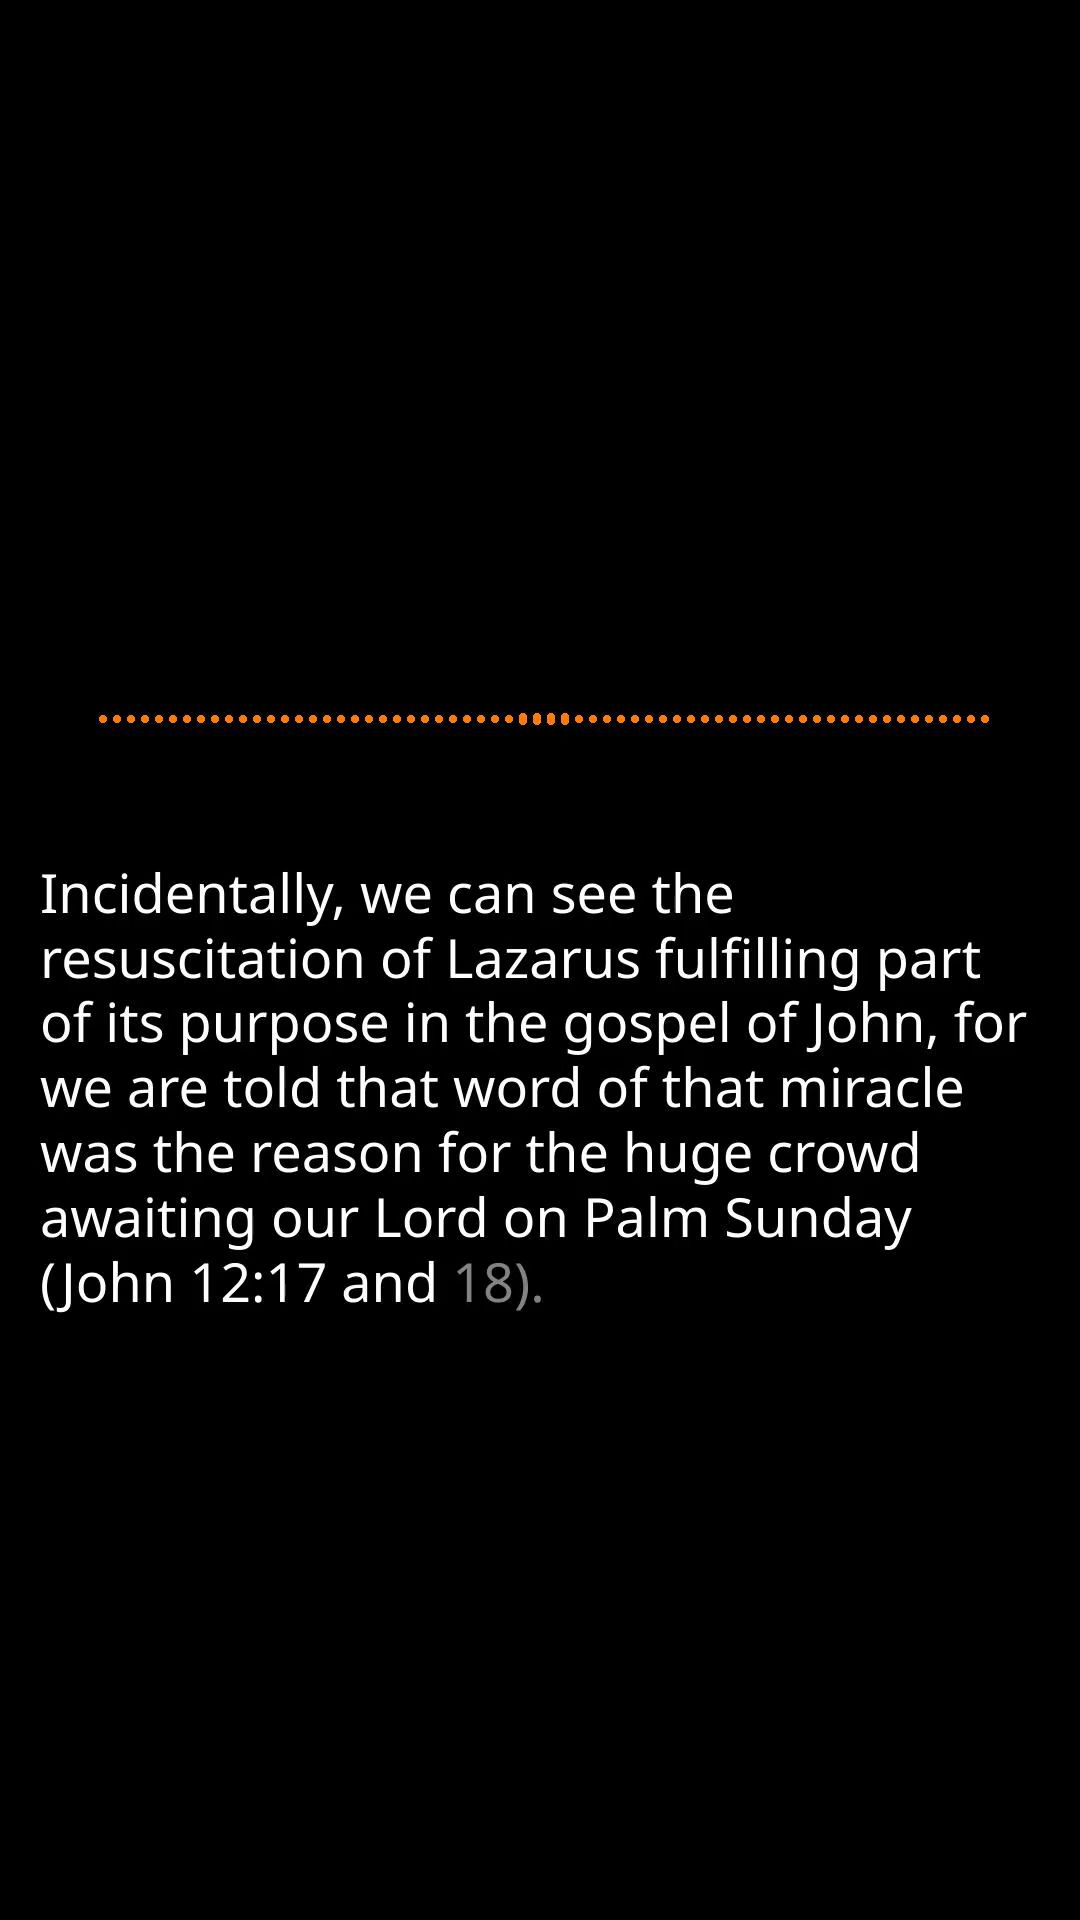 Incidentally, we can see the
resuscitation of Lazarus fulfilling part
of its purpose in the gospel of John, for
we are told that word of that miracle
was the reason for the huge crowd
awaiting our Lord on Palm Sunday
(John 12:17 and 18).